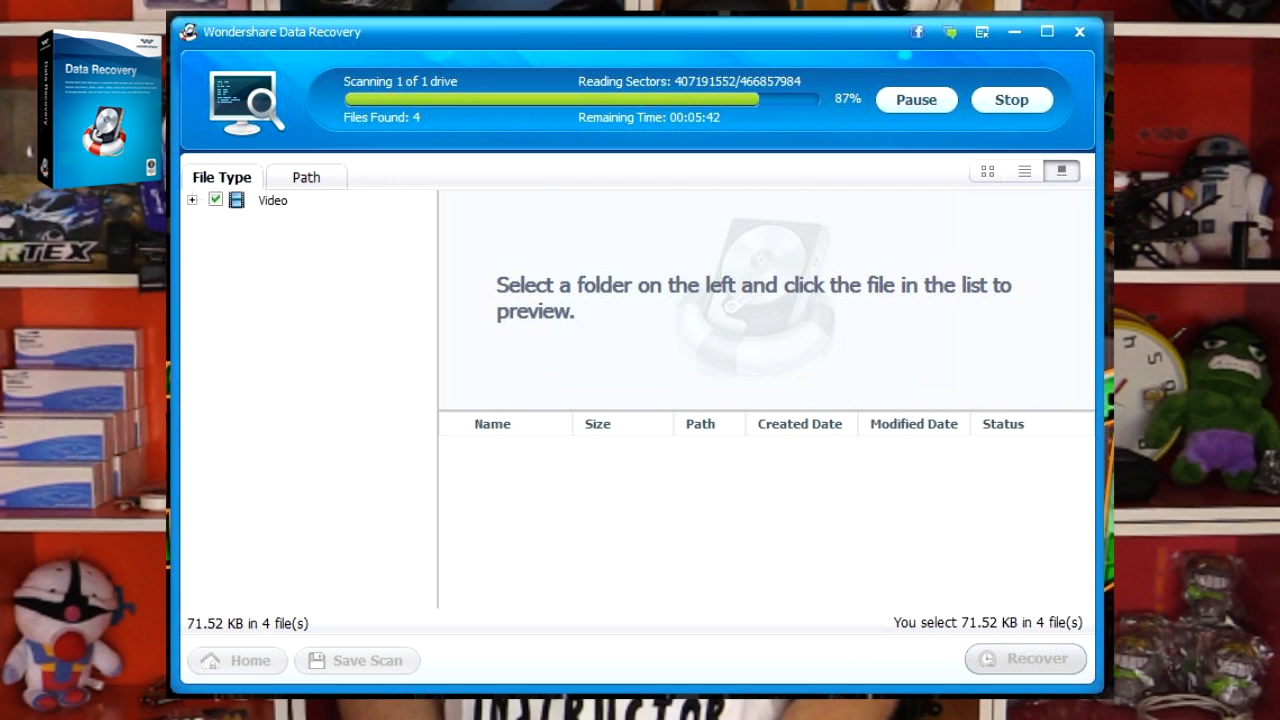 Wondershare Data Recovery
Data Recovery
Data Recovery
Scanning 1 of 1 drive
Reading Sectors: 407191552/466857984
87%
Pause
Stop
Files Found: 4
Remaining Time: 00:05:42
File Type
Path
Video
Select a folder on the left and click the file in the list to
preview.
Name
Size
Path
Created Date
Modified Date
Status
71.52 KB in 4 file(s)
You select 71.52 KB in 4 file(s)
Home
Save Scan
Recover
RTEX
INSTRUCTOR